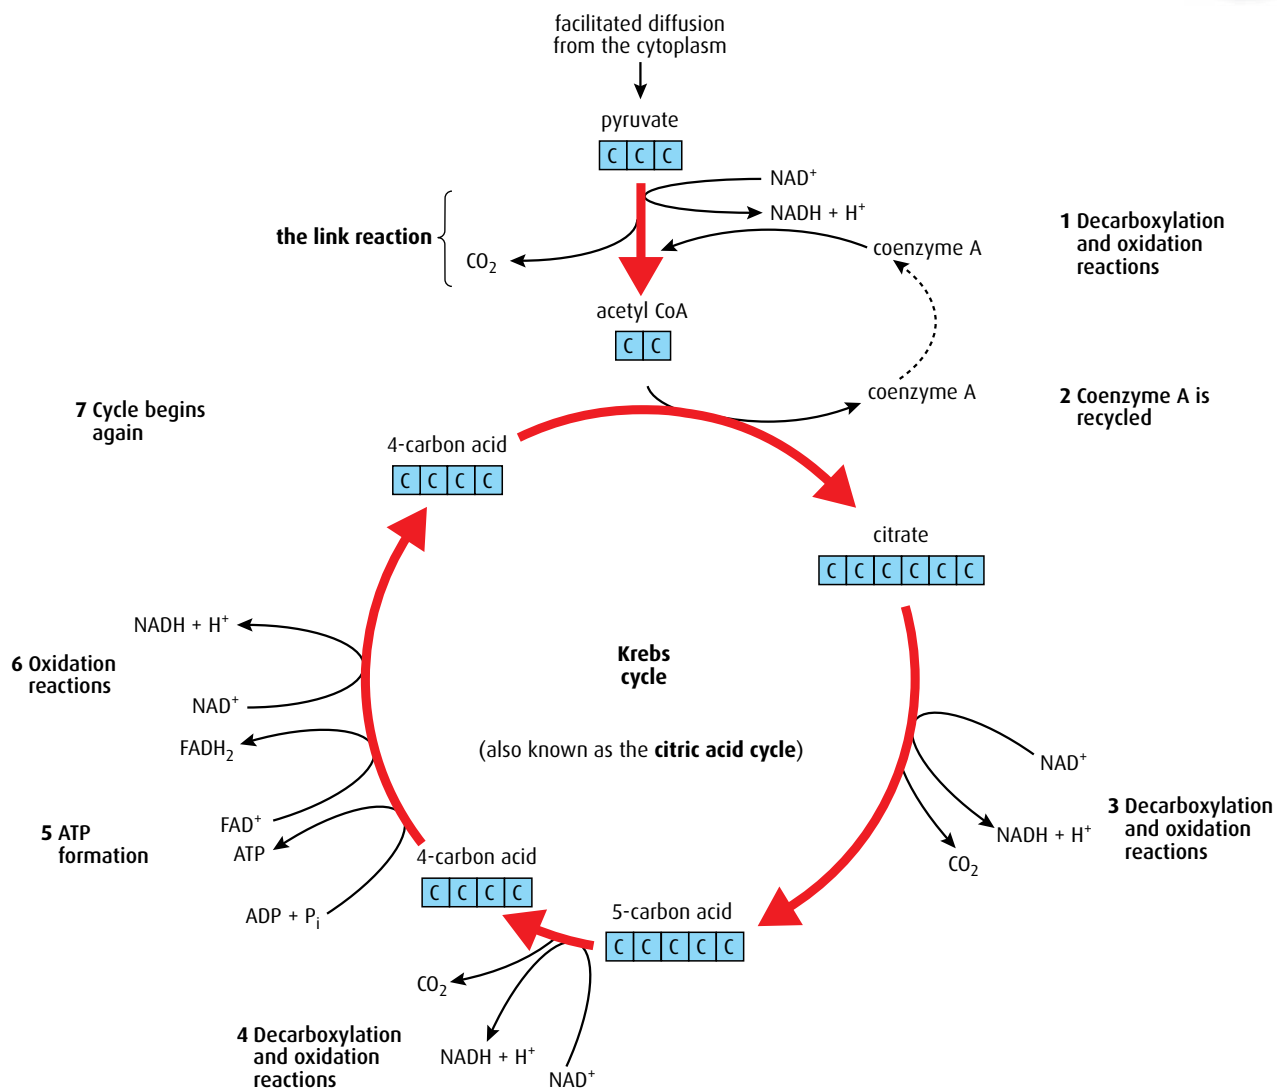 facilitated diffusion
from the cytoplasm
pyruvate
C C C
NAD⁺
NADH + H⁺
the link reaction
CO₂
coenzyme A
1 Decarboxylation
and oxidation
reactions
acetyl CoA
C C
coenzyme A
2 Coenzyme A is
recycled
7 Cycle begins
again
4-carbon acid
C C C C
citrate
C C C C C C
NADH + H⁺
6 Oxidation
reactions
NAD⁺
FADH₂
Krebs
cycle
(also known as the citric acid cycle)
NAD⁺
NADH + H⁺
CO₂
3 Decarboxylation
and oxidation
reactions
FAD⁺
ATP
5 ATP
formation
ADP + Pᵢ
4-carbon acid
C C C C
5-carbon acid
C C C C C
CO₂
NADH + H⁺
NAD⁺
4 Decarboxylation
and oxidation
reactions